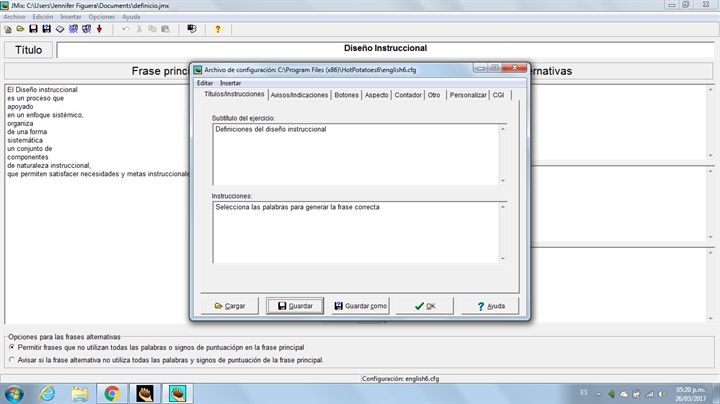 JMix: C:\Users\Jennifer Figuera\Documents\definicio.jmx
Archivo Edición Insertar Opciones Ayuda
Título
Diseño Instruccional
Frase princi
ernativas
El Diseño instruccional
es un proceso que
apoyado
en un enfoque sistémico,
organiza
de una forma
sistemática
un conjunto de
componentes
de naturaleza instruccional,
que permiten satisfacer necesidades y metas instruccionale
Archivo de configuración: C:\Program Files (x86)\HotPotatoes6\english6.cfg
Editar Insertar
Títulos/Instrucciones Avisos/Indicaciones Botones Aspecto Contador Otro Personalizar CGI
Subtítulo del ejercicio:
Definiciones del diseño instruccional
Instrucciones:
Selecciona las palabras para generar la frase correcta
Cargar Guardar Guardar como OK Ayuda
Opciones para las frases alternativas
Permitir frases que no utilizan todas las palabras o signos de puntuaciópn en la frase principal
Avisar si la frase alternativa no utiliza todas las palabras y signos de puntuación de la frase principal.
Configuración: english6.cfg
ES
05:20 p.m.
26/03/2017